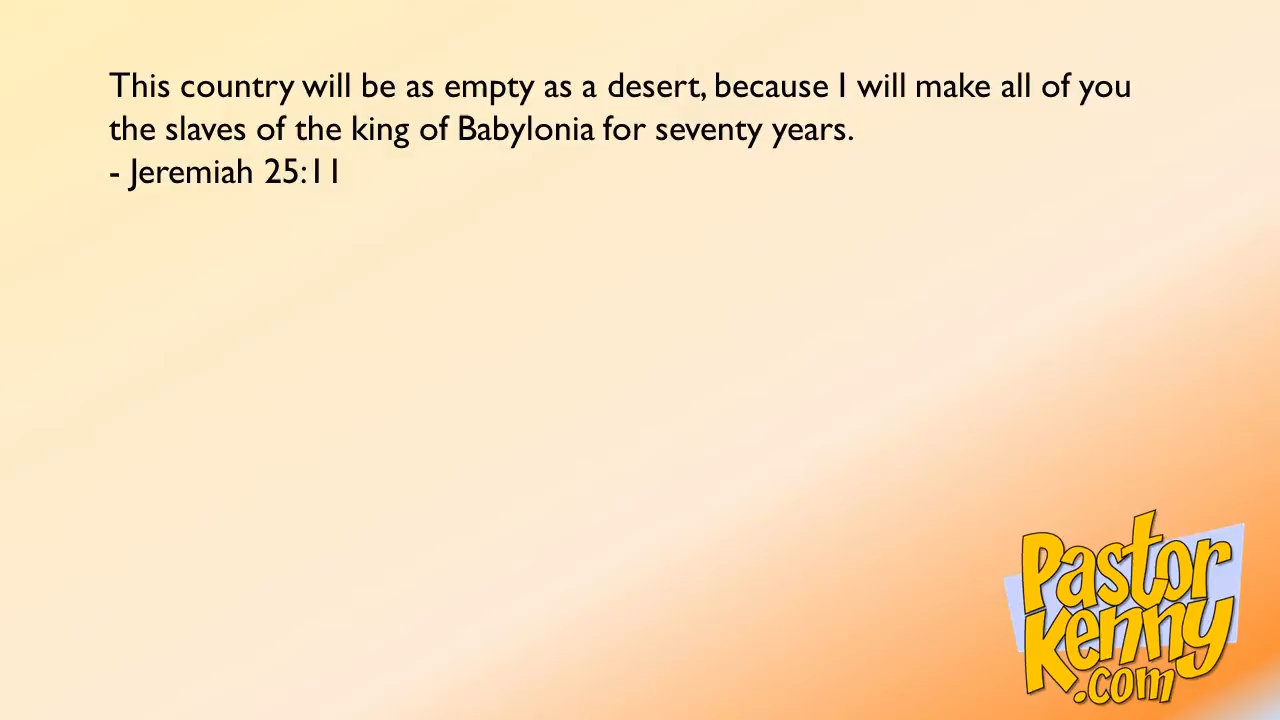 This country will be as empty as a desert, because I will make all of you
the slaves of the king of Babylonia for seventy years.
- Jeremiah 25:11
Pastor
Kenny
.com